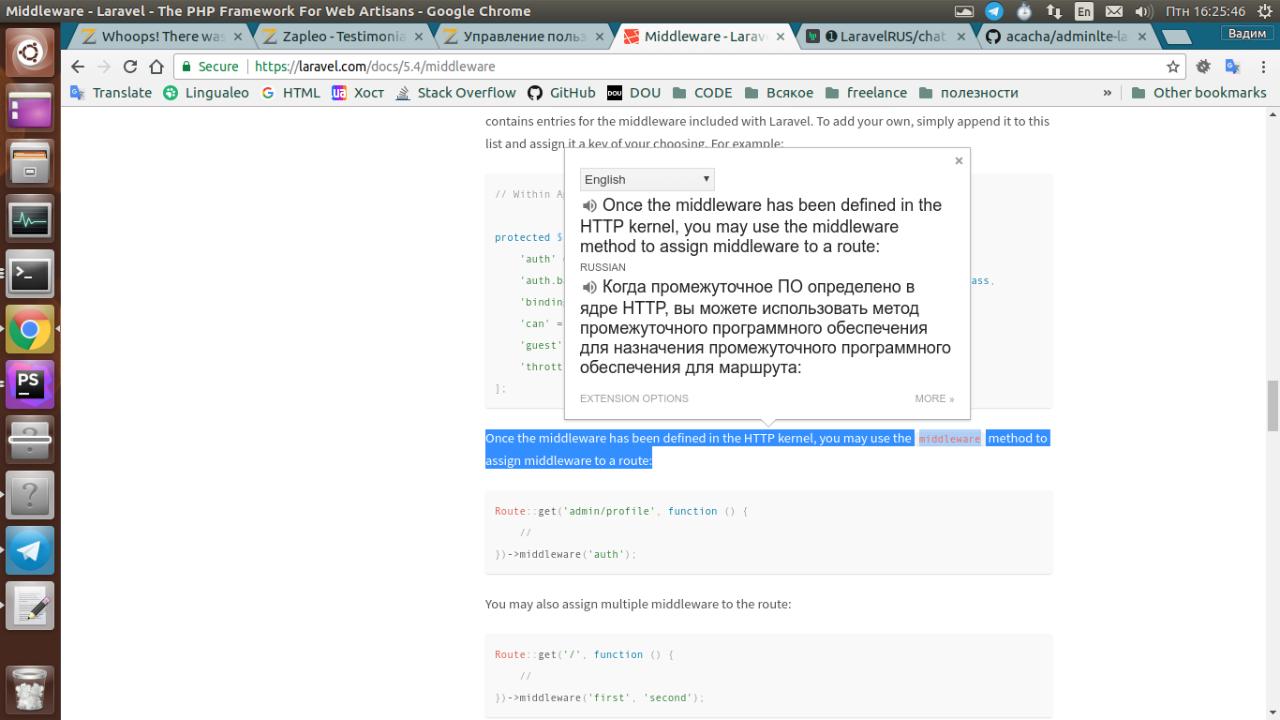 Middleware - Laravel - The PHP Framework For Web Artisans - Google Chrome
En
Птн 16:25:46
Whoops! There was
Zapleo - Testimonia
Управление польз
Middleware - Larav
LaravelRUS/chat
acacha/adminlte-la
Вадим
Secure
https://laravel.com/docs/5.4/middleware
Translate
Lingualeo
HTML
Хост
Stack Overflow
GitHub
DOU
DOU
CODE
Всякое
freelance
полезности
»
Other bookmarks
contains entries for the middleware included with Laravel. To add your own, simply append it to this
list and assign it a key of your choosing. For example:
// Within A
protected $
'auth'
'auth.ba
ass,
'bindin
'can' =
'guest'
'thrott
];
English
Once the middleware has been defined in the
HTTP kernel, you may use the middleware
method to assign middleware to a route:
RUSSIAN
Когда промежуточное ПО определено в
ядре HTTP, вы можете использовать метод
промежуточного программного обеспечения
для назначения промежуточного программного
обеспечения для маршрута:
EXTENSION OPTIONS
MORE »
Once the middleware has been defined in the HTTP kernel, you may use the middleware method to
assign middleware to a route:
Route::get('admin/profile', function () {
//
})->middleware('auth');
You may also assign multiple middleware to the route:
Route::get('/', function () {
//
})->middleware('first', 'second');
PS